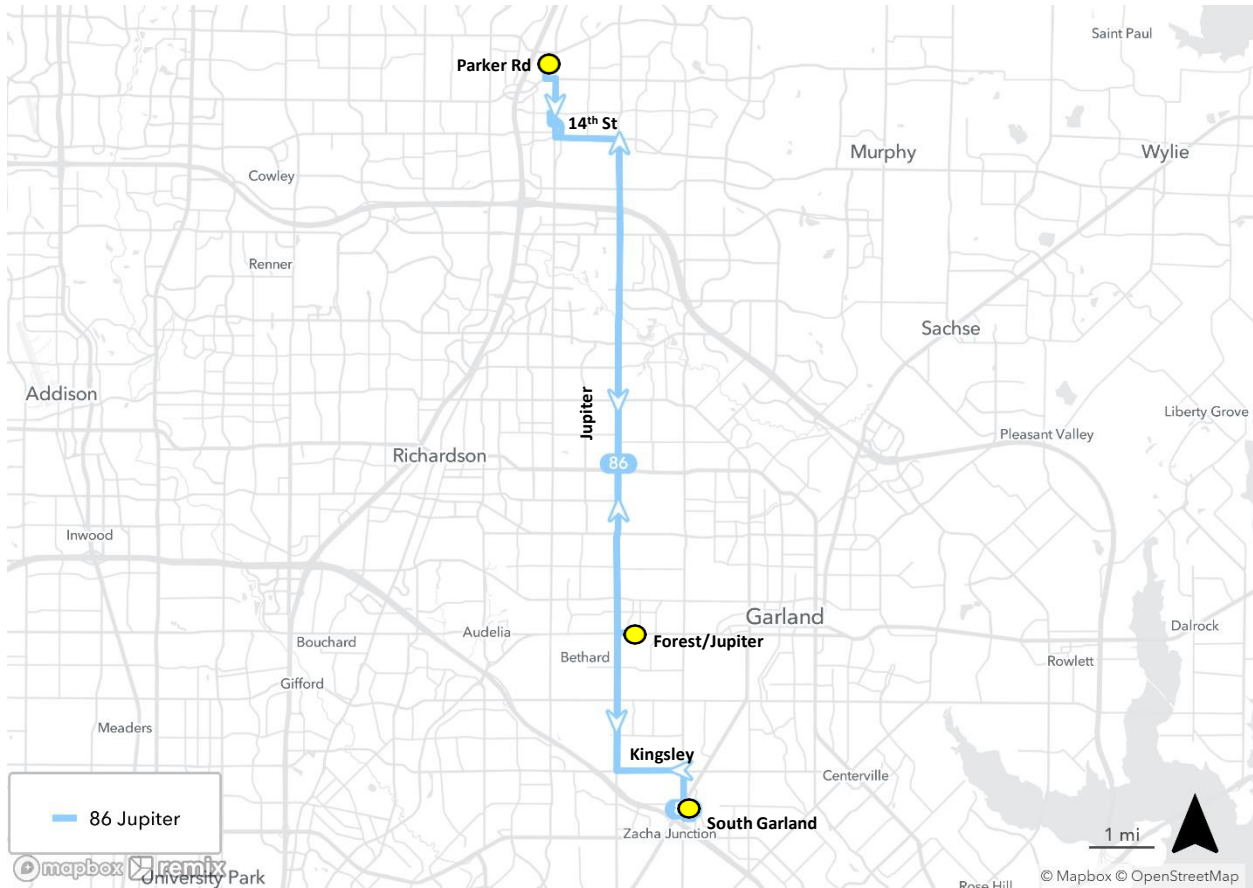 Saint Paul
Parker Rd
14th St
Murphy
Wylie
Cowley
Renner
Sachse
Addison
Jupiter
Liberty Grove
Pleasant Valley
Richardson
86
Inwood
Garland
Dalrock
Audelia
Bouchard
Forest/Jupiter
Bethard
Rowlett
Gifford
Meaders
Kingsley
Centerville
86 Jupiter
South Garland
Zacha Junction
1 mi
mapbox remix
University Park
© Mapbox © OpenStreetMap
Rose Hill